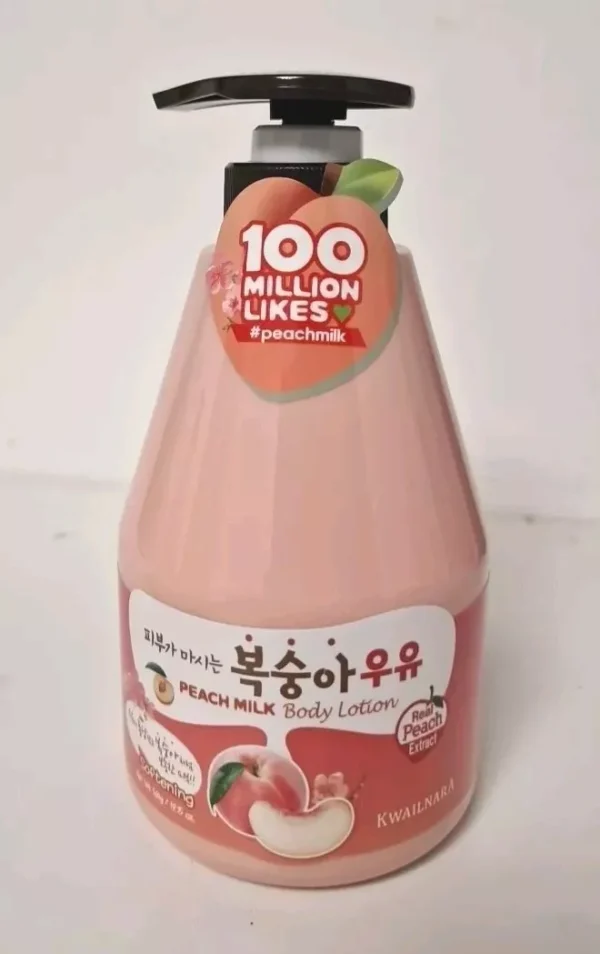 100
MILLION
LIKES
#peachmilk
피부가 마시는
복숭아우유
PEACH MILK Body Lotion
Real
Peach
Extract
Softening
KWAILNARA